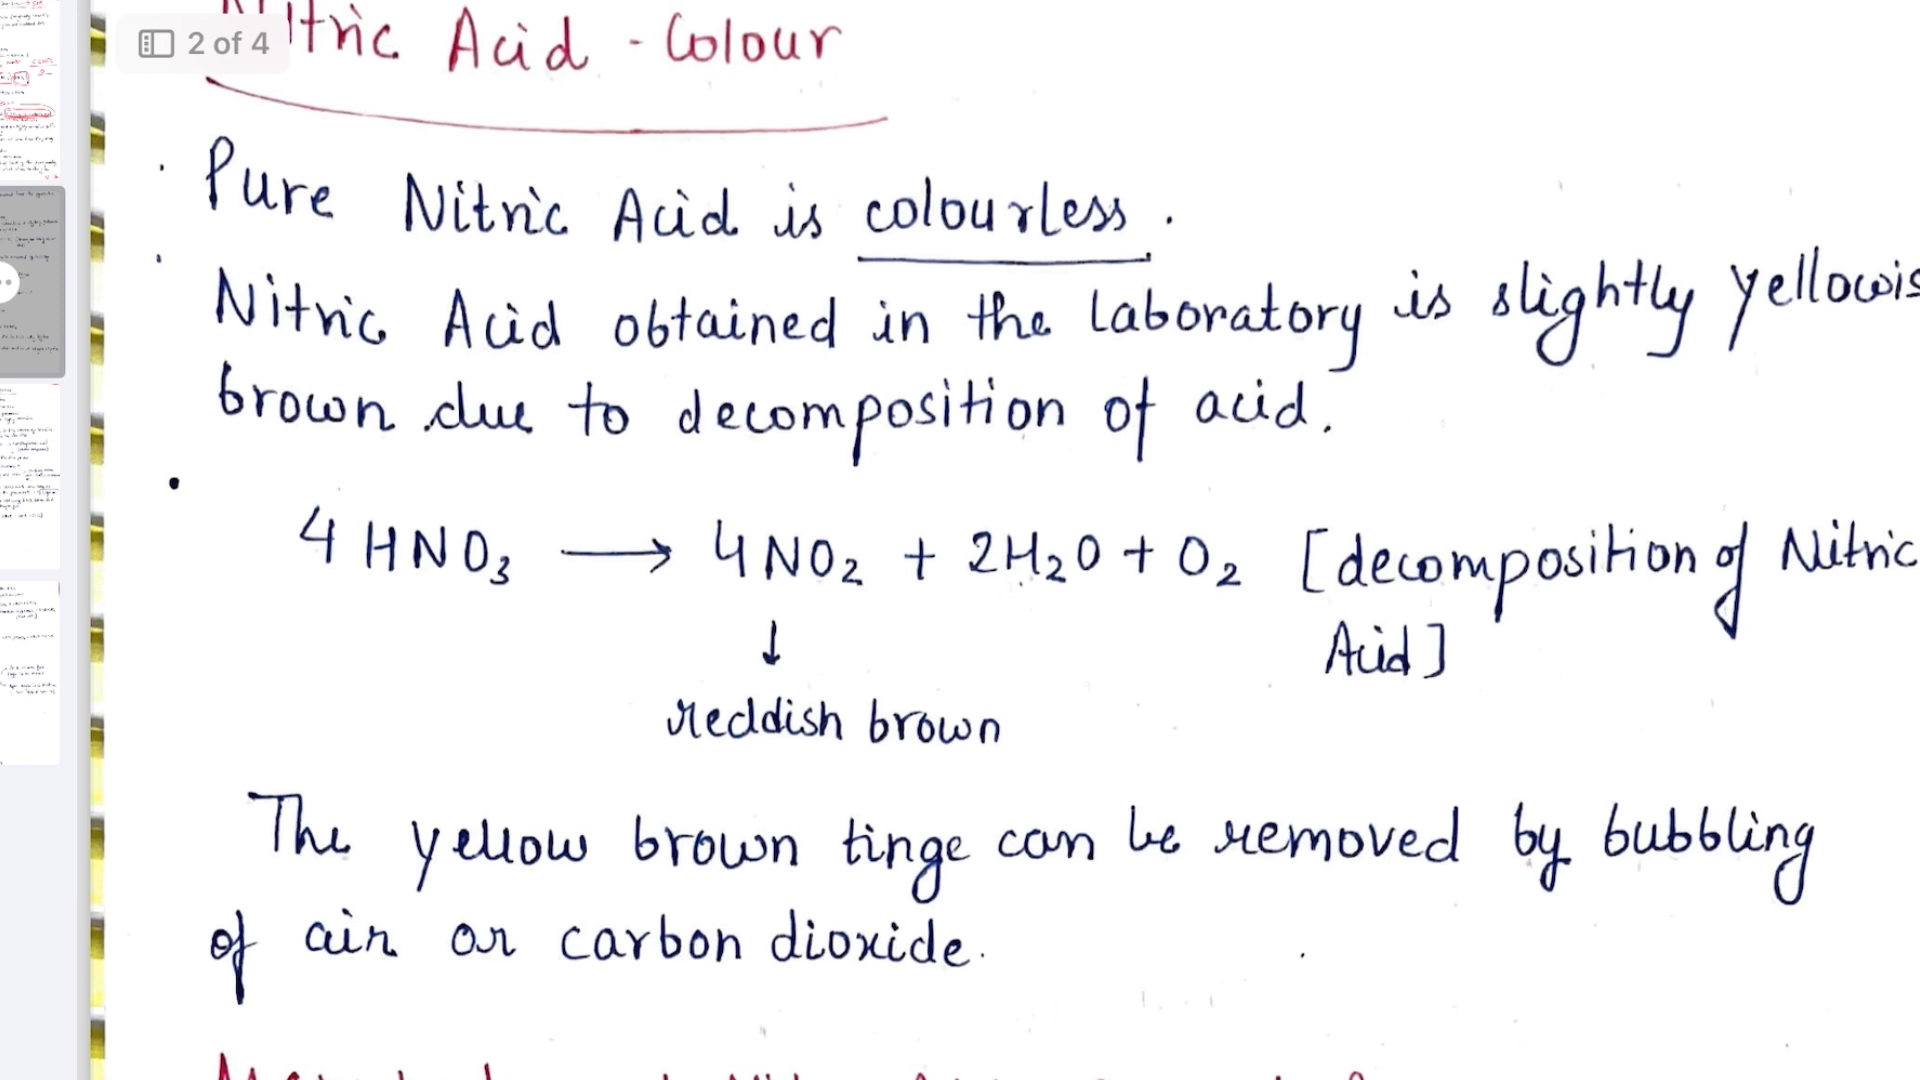 2 of 4
Nitric Acid - Colour
. Pure Nitric Acid is colourless.
. Nitric Acid obtained in the laboratory is slightly yellowis
brown due to decomposition of acid.
• 4 HNO₃ ⟶ 4NO₂ + 2H₂O + O₂ [decomposition of Nitric
Acid]
↓
reddish brown
The yellow brown tinge can be removed by bubbling
of air or carbon dioxide.